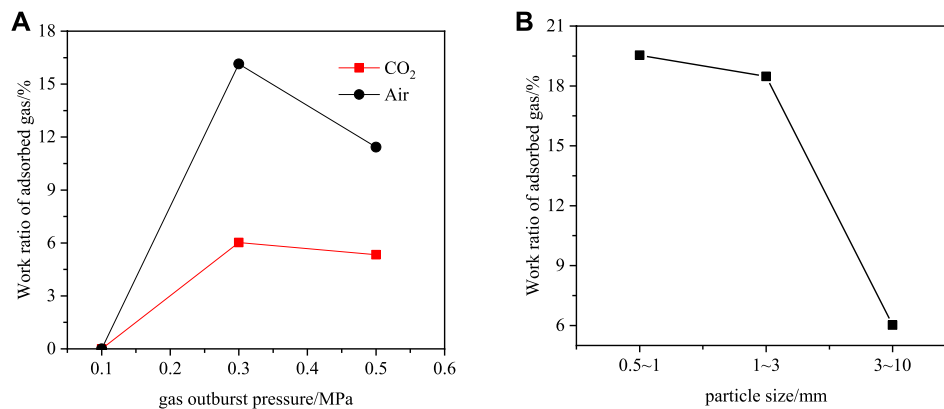 A
Work ratio of adsorbed gas/%
18
15
12
9
6
3
0
CO₂
Air
0.1 0.2 0.3 0.4 0.5 0.6
gas outburst pressure/MPa
B
Work ratio of adsorbed gas/%
21
18
15
12
9
6
0.5~1 1~3 3~10
particle size/mm